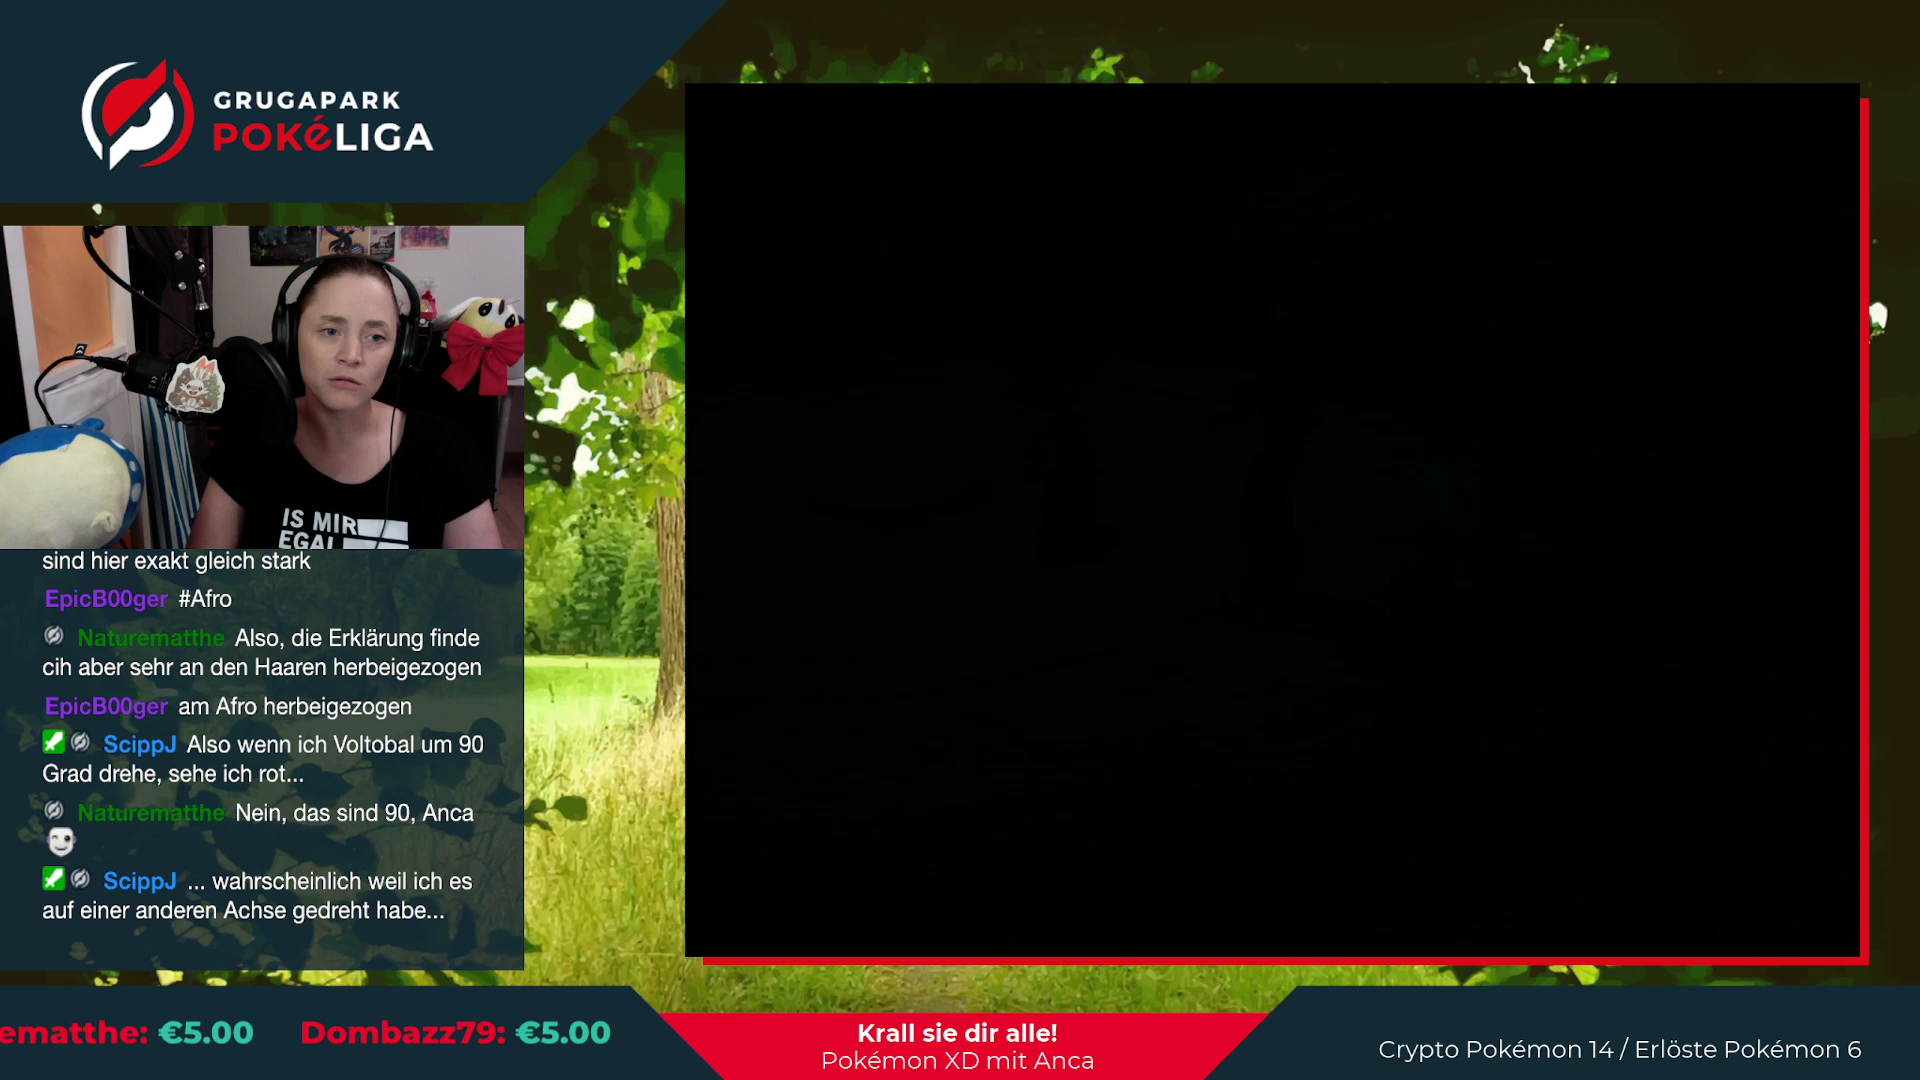 GRUGAPARK
POKéLIGA
IS MIR
EGAL
sind hier exakt gleich stark
EpicB00ger #Afro
Naturematthe Also, die Erklärung finde
cih aber sehr an den Haaren herbeigezogen
EpicB00ger am Afro herbeigezogen
ScippJ Also wenn ich Voltobal um 90
Grad drehe, sehe ich rot...
Naturematthe Nein, das sind 90, Anca
ScippJ ... wahrscheinlich weil ich es
auf einer anderen Achse gedreht habe...
ematthe: €5.00 Dombazz79: €5.00
Krall sie dir alle!
Pokémon XD mit Anca
Crypto Pokémon 14 / Erlöste Pokémon 6